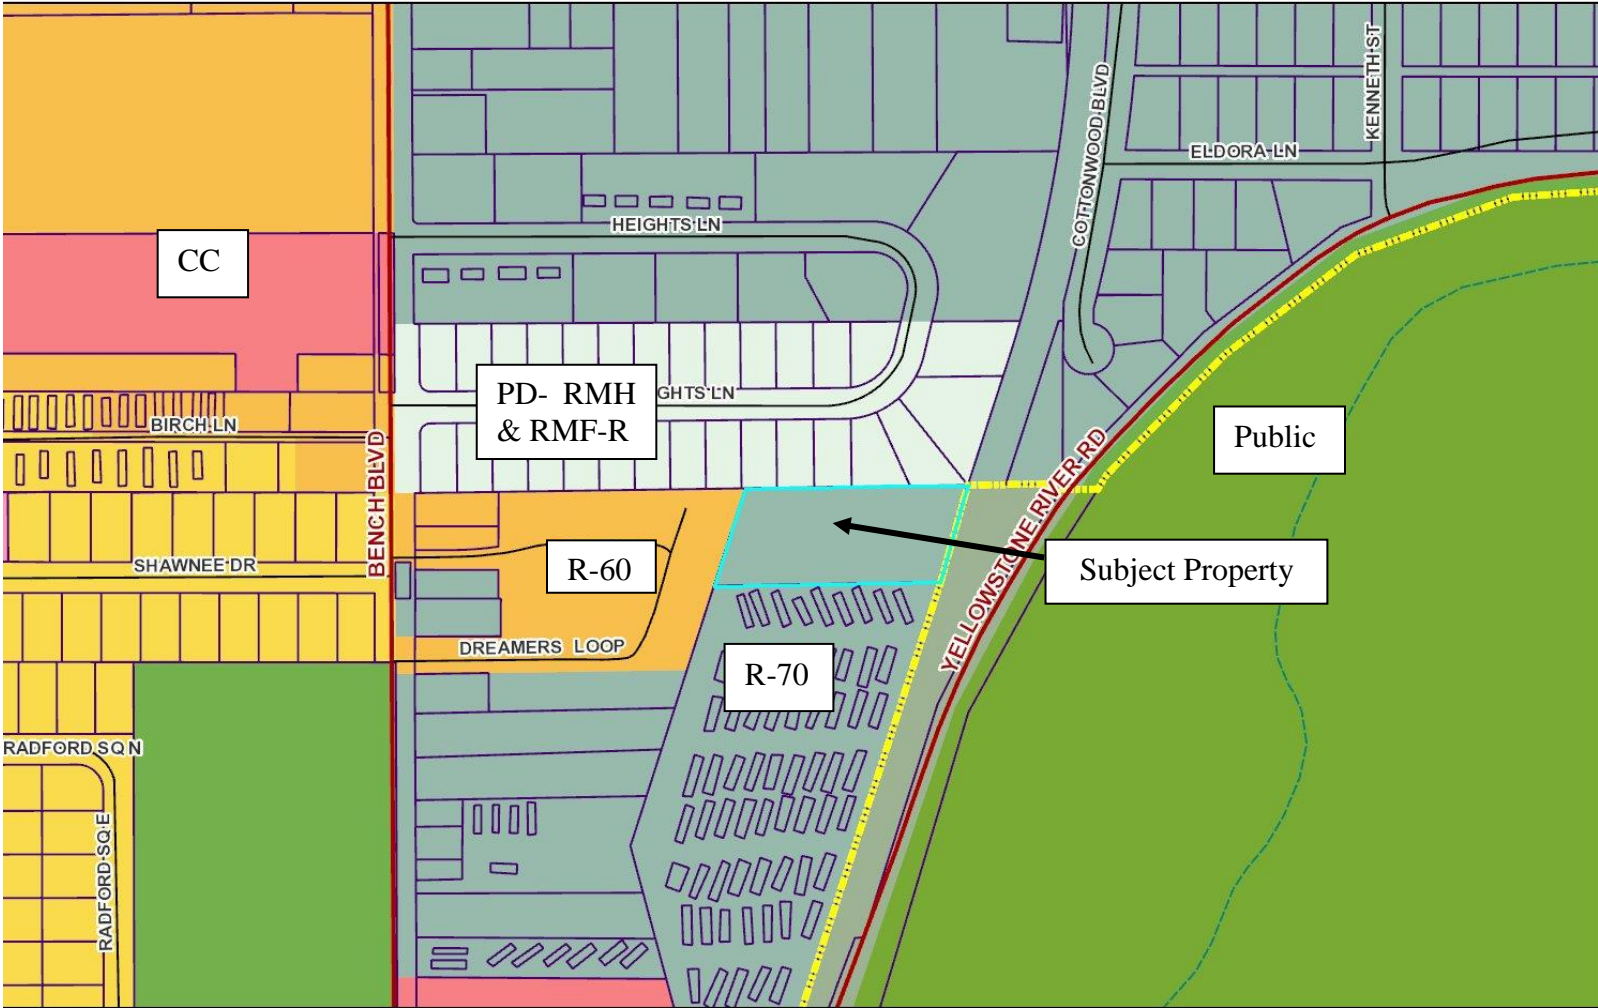 KENNETH ST
COTTONWOOD BLVD
ELDORA LN
HEIGHTS LN
CC
PD- RMH
& RMF-R
GHTS LN
BIRCH LN
Public
BENCH BLVD
YELLOWSTONE RIVER RD
SHAWNEE DR
R-60
Subject Property
DREAMERS LOOP
R-70
RADFORD SQ N
RADFORD SQ E